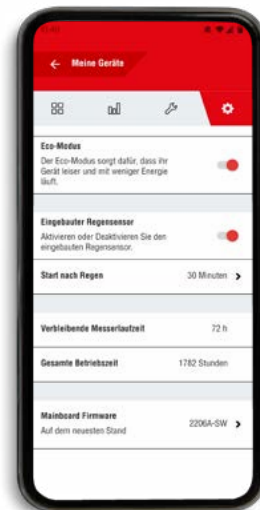 Meine Geräte
Eco-Modus
Der Eco-Modus sorgt dafür, dass ihr
Gerät leiser und mit weniger Energie
läuft.
Eingebauter Regensensor
Aktivieren oder Deaktivieren Sie den
eingebauten Regensensor.
Start nach Regen
30 Minuten
Verbleibende Messerlaufzeit
72 h
Gesamte Betriebszeit
1782 Stunden
Mainboard Firmware
Auf dem neuesten Stand
2206A-SW